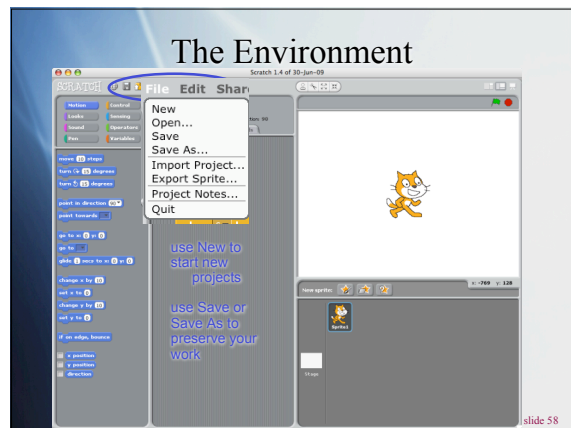 The Environment
Scratch 1.4 of 30-Jun-09
SCRATCH
File Edit Shar
New
Open...
Save
Save As...
Import Project...
Export Sprite...
Project Notes...
Quit
Motion Control
Looks Sensing
Sound Operators
Pen Variables
move 10 steps
turn 15 degrees
turn 15 degrees
point in direction 90
point towards
go to x: 0 y: 0
go to
glide 1 secs to x: 0 y: 0
change x by 10
set x to 0
change y by 10
set y to 0
if on edge, bounce
x position
y position
direction
use New to
start new
projects
use Save or
Save As to
preserve your
work
x: -769 y: 128
New sprite:
Sprite1
Stage
slide 58